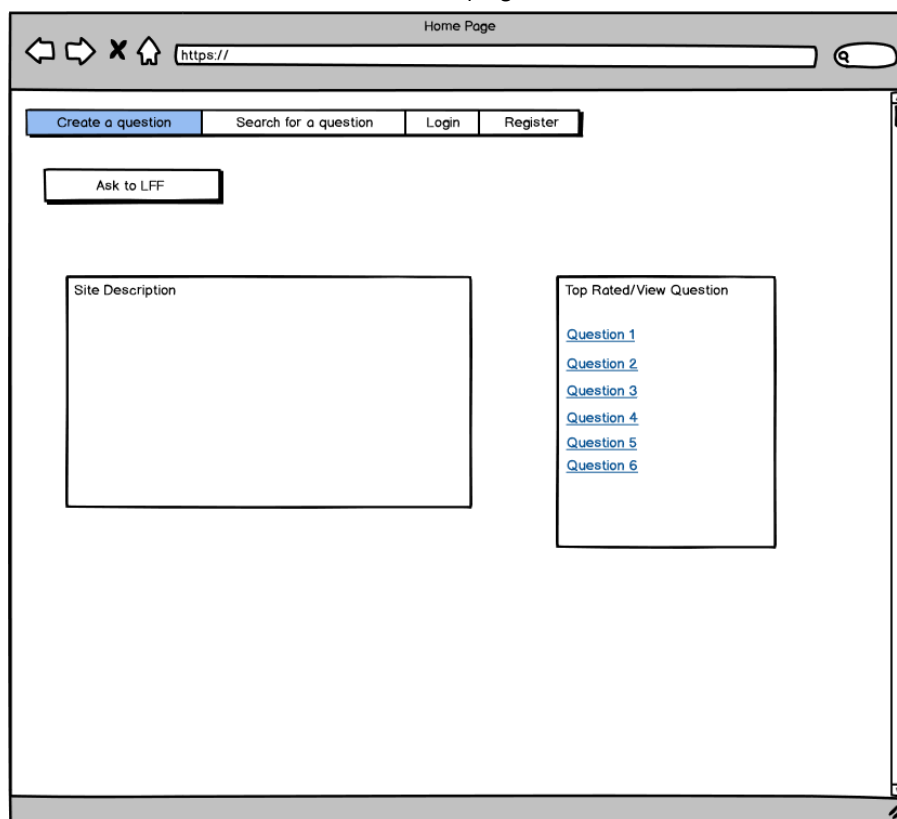 Home Page
https://
Create a question Search for a question Login Register
Ask to LFF
Site Description
Top Rated/View Question
Question 1
Question 2
Question 3
Question 4
Question 5
Question 6